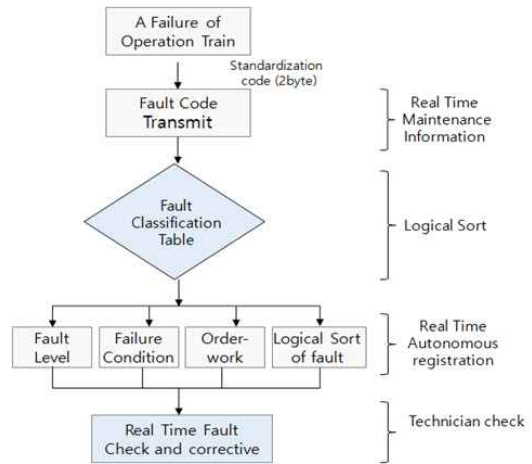 A Failure of
Operation Train
Standardization
code (2byte)
Fault Code
Transmit
Real Time
Maintenance
Information
Fault
Classification
Table
Logical Sort
Fault
Level
Failure
Condition
Order-
work
Logical Sort
of fault
Real Time
Autonomous
registration
Real Time Fault
Check and corrective
Technician check